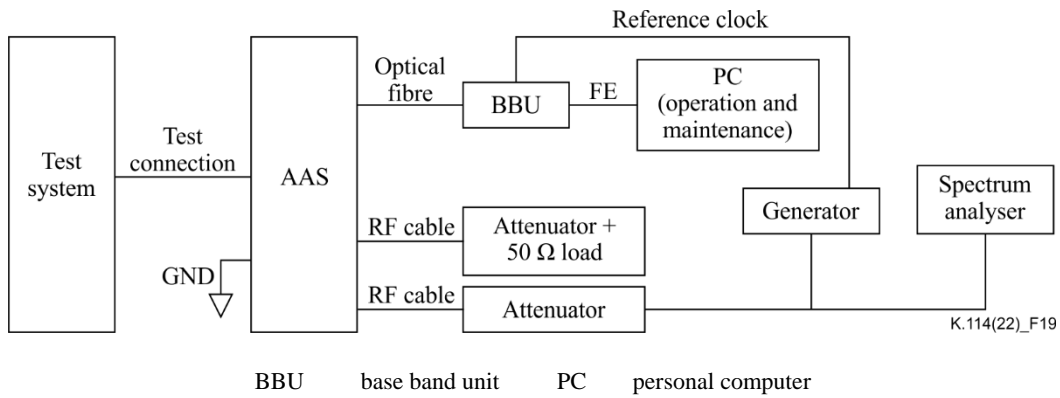 Reference clock
Optical
fibre
BBU
FE
PC
(operation and
maintenance)
Test
system
Test
connection
AAS
Generator
Spectrum
analyser
RF cable
Attenuator +
50 Ω load
GND
RF cable
Attenuator
K.114(22)_F19
BBU base band unit PC personal computer